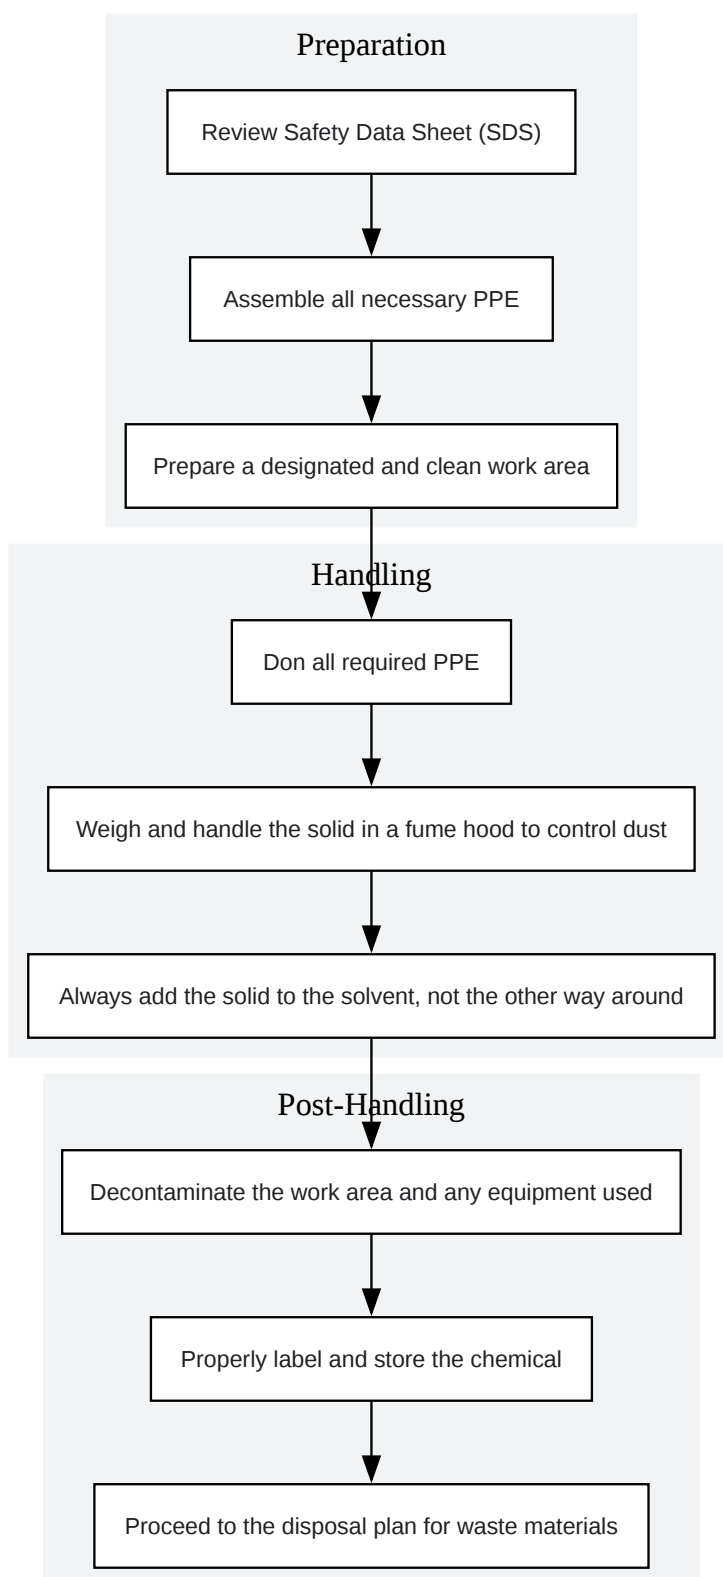 Preparation
Review Safety Data Sheet (SDS)
Assemble all necessary PPE
Prepare a designated and clean work area
Handling
Don all required PPE
Weigh and handle the solid in a fume hood to control dust
Always add the solid to the solvent, not the other way around
Post-Handling
Decontaminate the work area and any equipment used
Properly label and store the chemical
Proceed to the disposal plan for waste materials